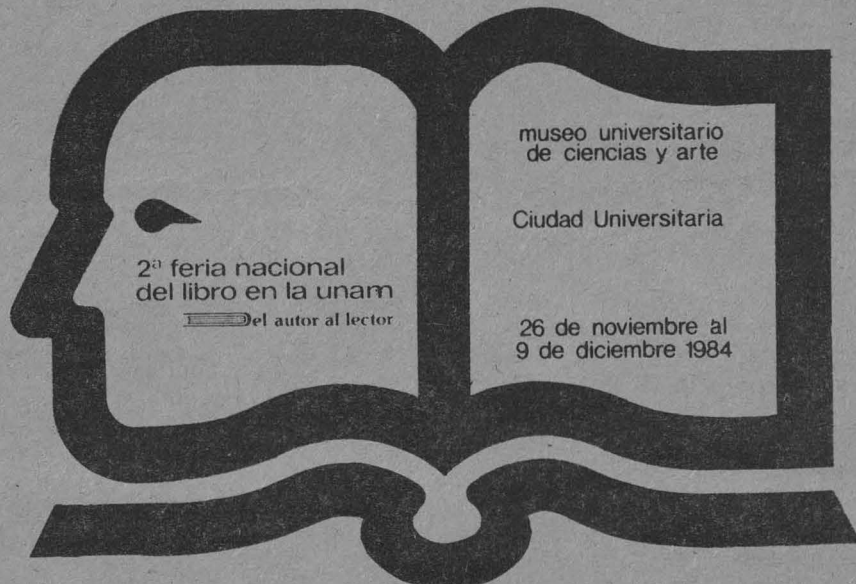 2ª feria nacional
del libro en la unam
Del autor al lector
museo universitario
de ciencias y arte
Ciudad Universitaria
26 de noviembre al
9 de diciembre 1984